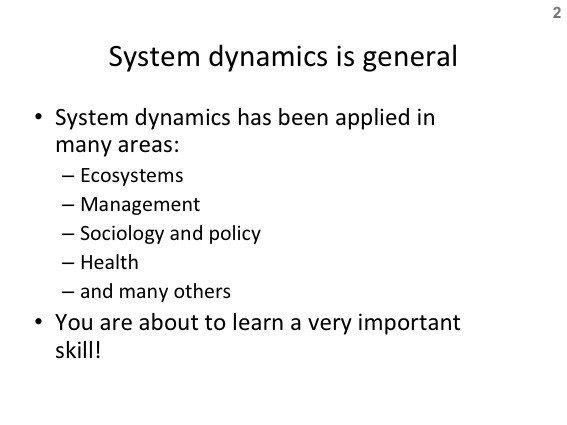 2
System dynamics is general
• System dynamics has been applied in
many areas:
– Ecosystems
– Management
– Sociology and policy
– Health
– and many others
• You are about to learn a very important
skill!